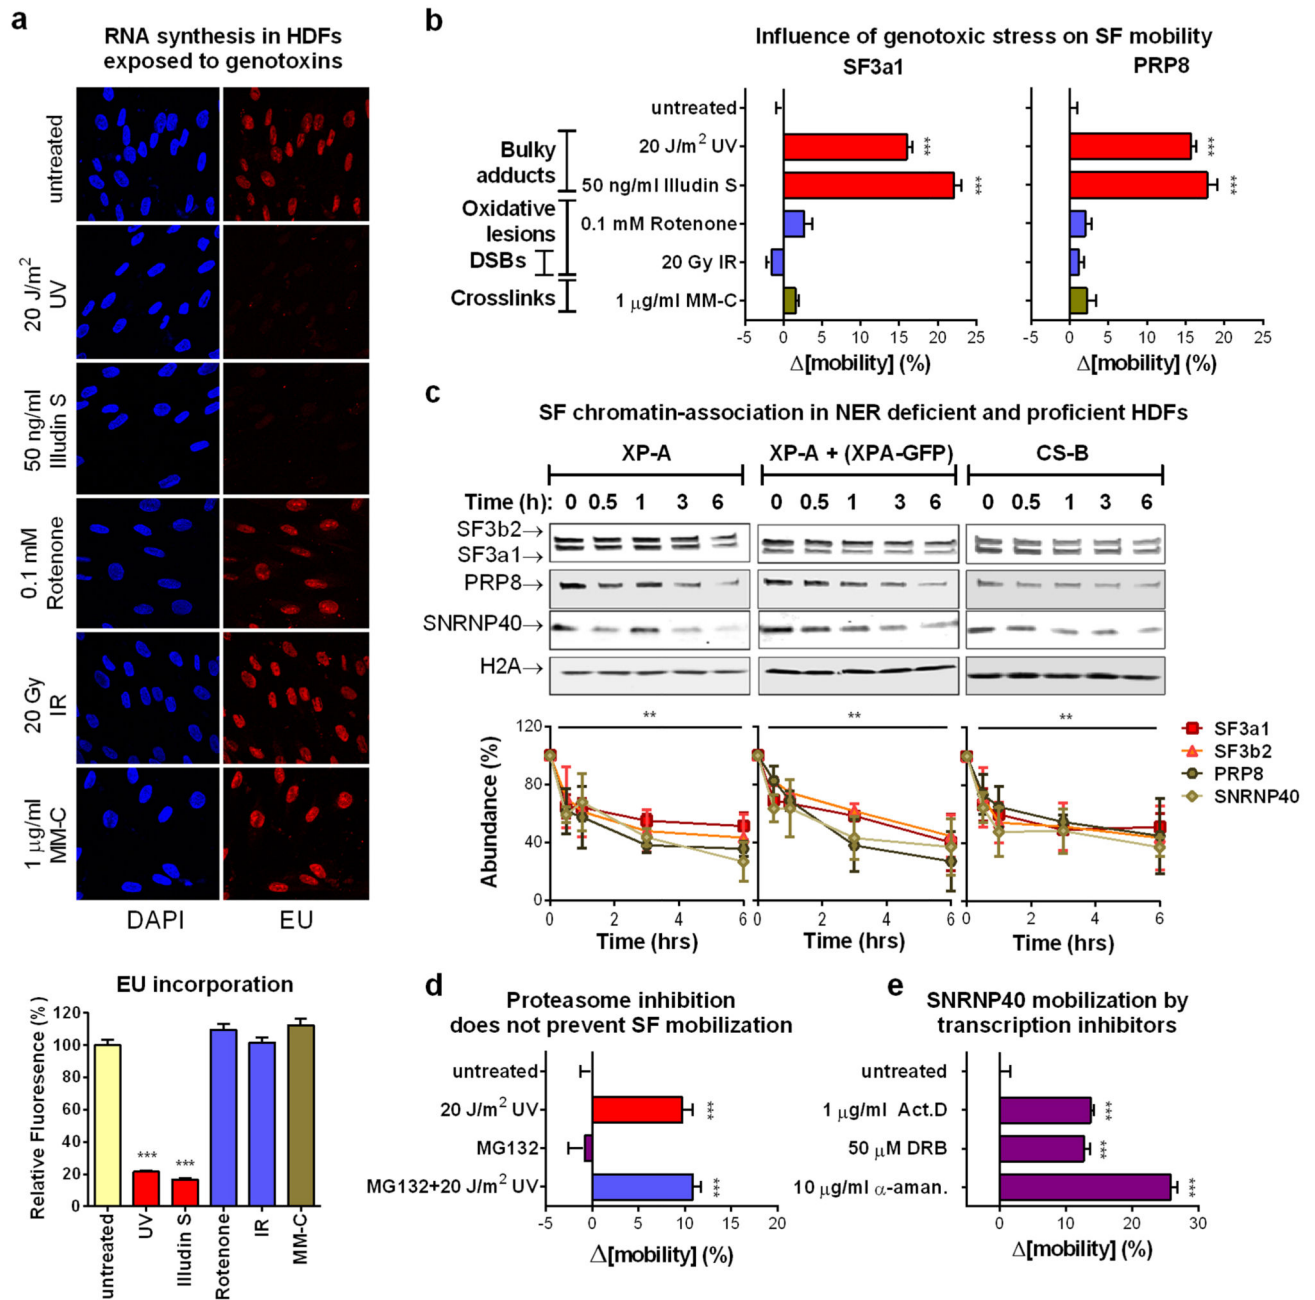 a
RNA synthesis in HDFs
exposed to genotoxins
untreated
20 J/m²
UV
50 ng/ml
Illudin S
0.1 mM
Rotenone
20 Gy
IR
1 μg/ml
MM-C
DAPI EU
EU incorporation
Relative Fluoresence (%)
120
100
80
60
40
20
0
untreated
UV
Illudin S
Rotenone
IR
MM-C
*** ***
b
Influence of genotoxic stress on SF mobility
SF3a1 PRP8
Bulky
adducts
Oxidative
lesions
DSBs
Crosslinks
untreated
20 J/m² UV *** ***
50 ng/ml Illudin S *** ***
0.1 mM Rotenone
20 Gy IR
1 μg/ml MM-C
-5 0 5 10 15 20 25 -5 0 5 10 15 20 25
Δ[mobility] (%) Δ[mobility] (%)
c
SF chromatin-association in NER deficient and proficient HDFs
XP-A XP-A + (XPA-GFP) CS-B
Time (h): 0 0.5 1 3 6 0 0.5 1 3 6 0 0.5 1 3 6
SF3b2→
SF3a1→
PRP8→
SNRNP40→
H2A→
Abundance (%)
120
80
40
0
** ** **
0 2 4 6 0 2 4 6 0 2 4 6
Time (hrs) Time (hrs) Time (hrs)
SF3a1
SF3b2
PRP8
SNRNP40
d
Proteasome inhibition
does not prevent SF mobilization
untreated
20 J/m² UV ***
MG132
MG132+20 J/m² UV ***
-5 0 5 10 15 20
Δ[mobility] (%)
e
SNRNP40 mobilization by
transcription inhibitors
untreated
1 μg/ml Act.D ***
50 μM DRB ***
10 μg/ml α-aman. ***
0 10 20 30
Δ[mobility] (%)